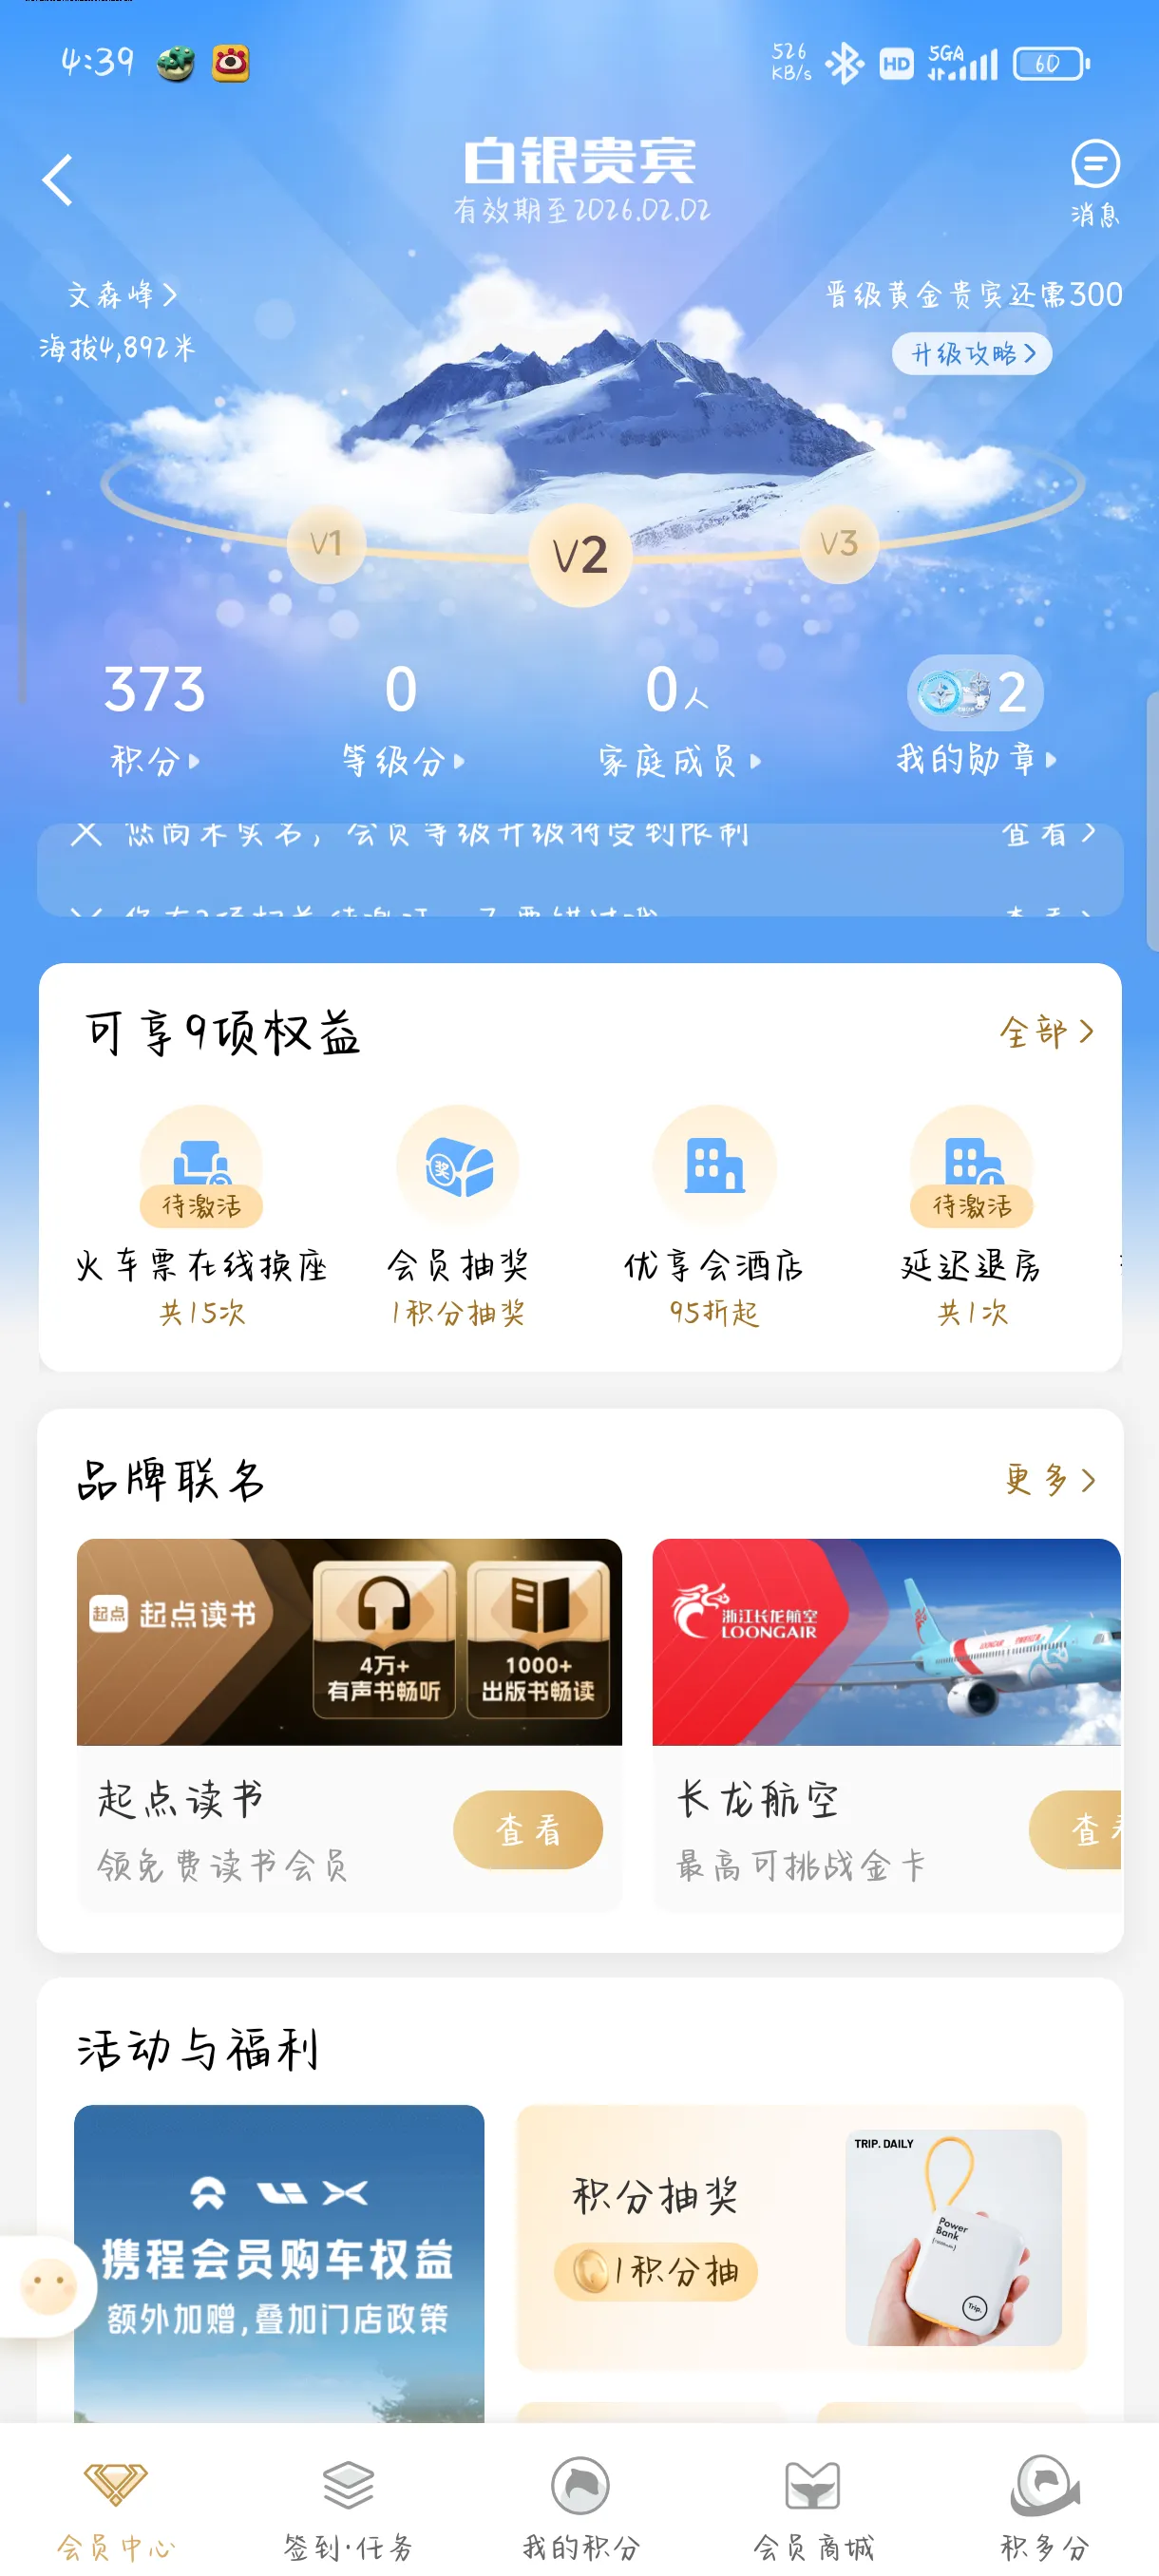 4:39
526
KB/s
HD
5GA
60
白银贵宾
有效期至2026.02.02
消息
文森峰
晋级黄金贵宾还需300
海拔4,892米
升级攻略
V1
V2
V3
373
0
0人
2
积分
等级分
家庭成员
我的勋章
您尚未实名，会员等级升级将受到限制
查看
可享9项权益
全部
奖
待激活
待激活
火车票在线换座
会员抽奖
优享会酒店
延迟退房
共15次
1积分抽奖
95折起
共1次
品牌联名
更多
起点
起点读书
4万+
有声书畅听
1000+
出版书畅读
浙江长龙航空
LOONGAIR
起点读书
查看
领免费读书会员
长龙航空
查看
最高可挑战金卡
活动与福利
携程会员购车权益
额外加赠,叠加门店政策
积分抽奖
1积分抽
TRIP. DAILY
Power
Bank
Trip.
会员中心
签到·任务
我的积分
会员商城
积多分